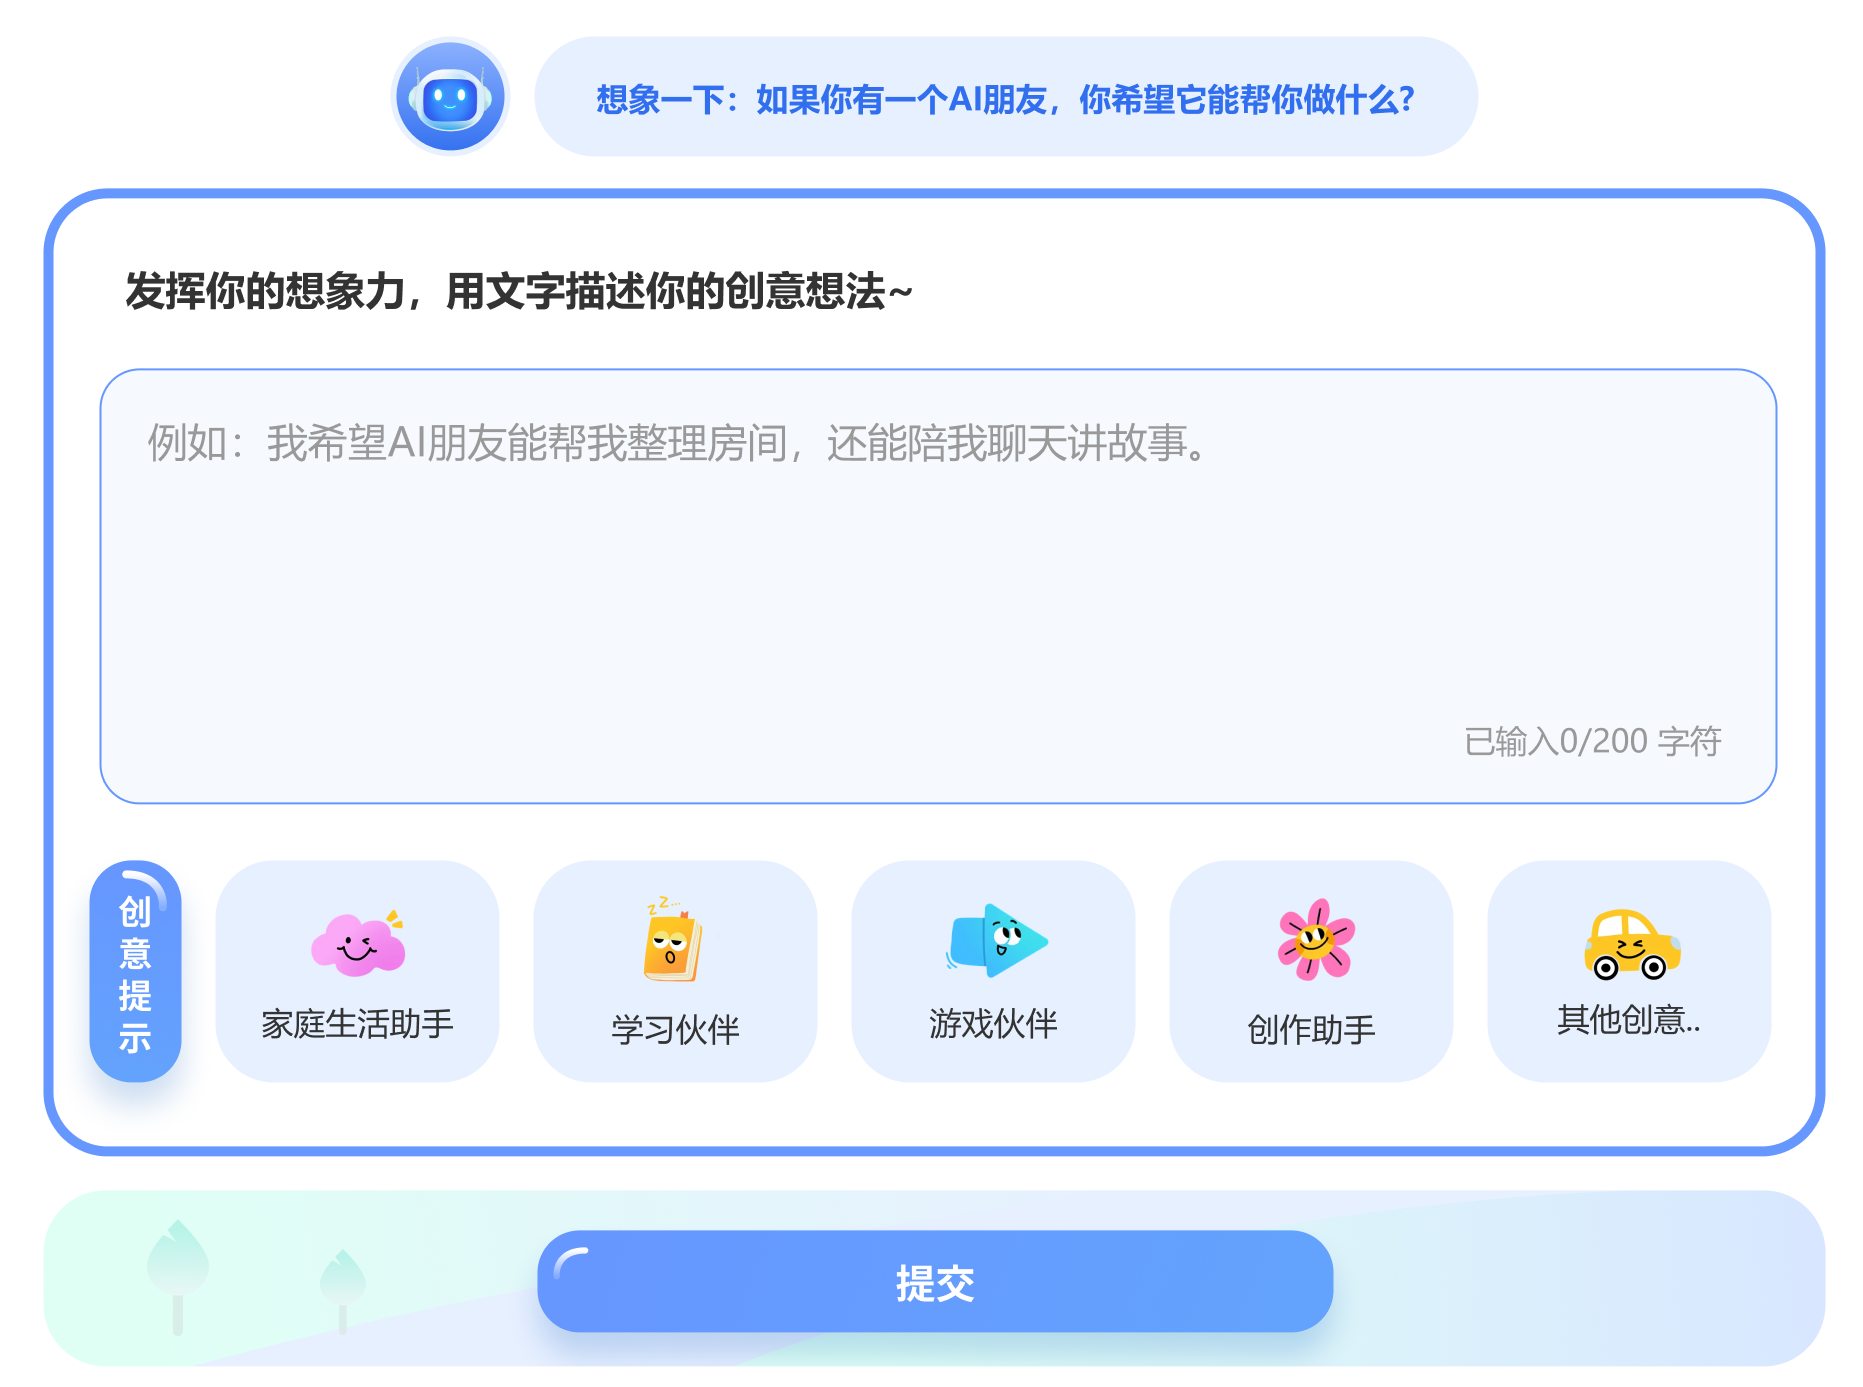 想象一下：如果你有一个AI朋友，你希望它能帮你做什么？
发挥你的想象力，用文字描述你的创意想法~
例如：我希望AI朋友能帮我整理房间，还能陪我聊天讲故事。
已输入0/200 字符
创意提示
家庭生活助手
zz...
学习伙伴
游戏伙伴
创作助手
其他创意..
提交